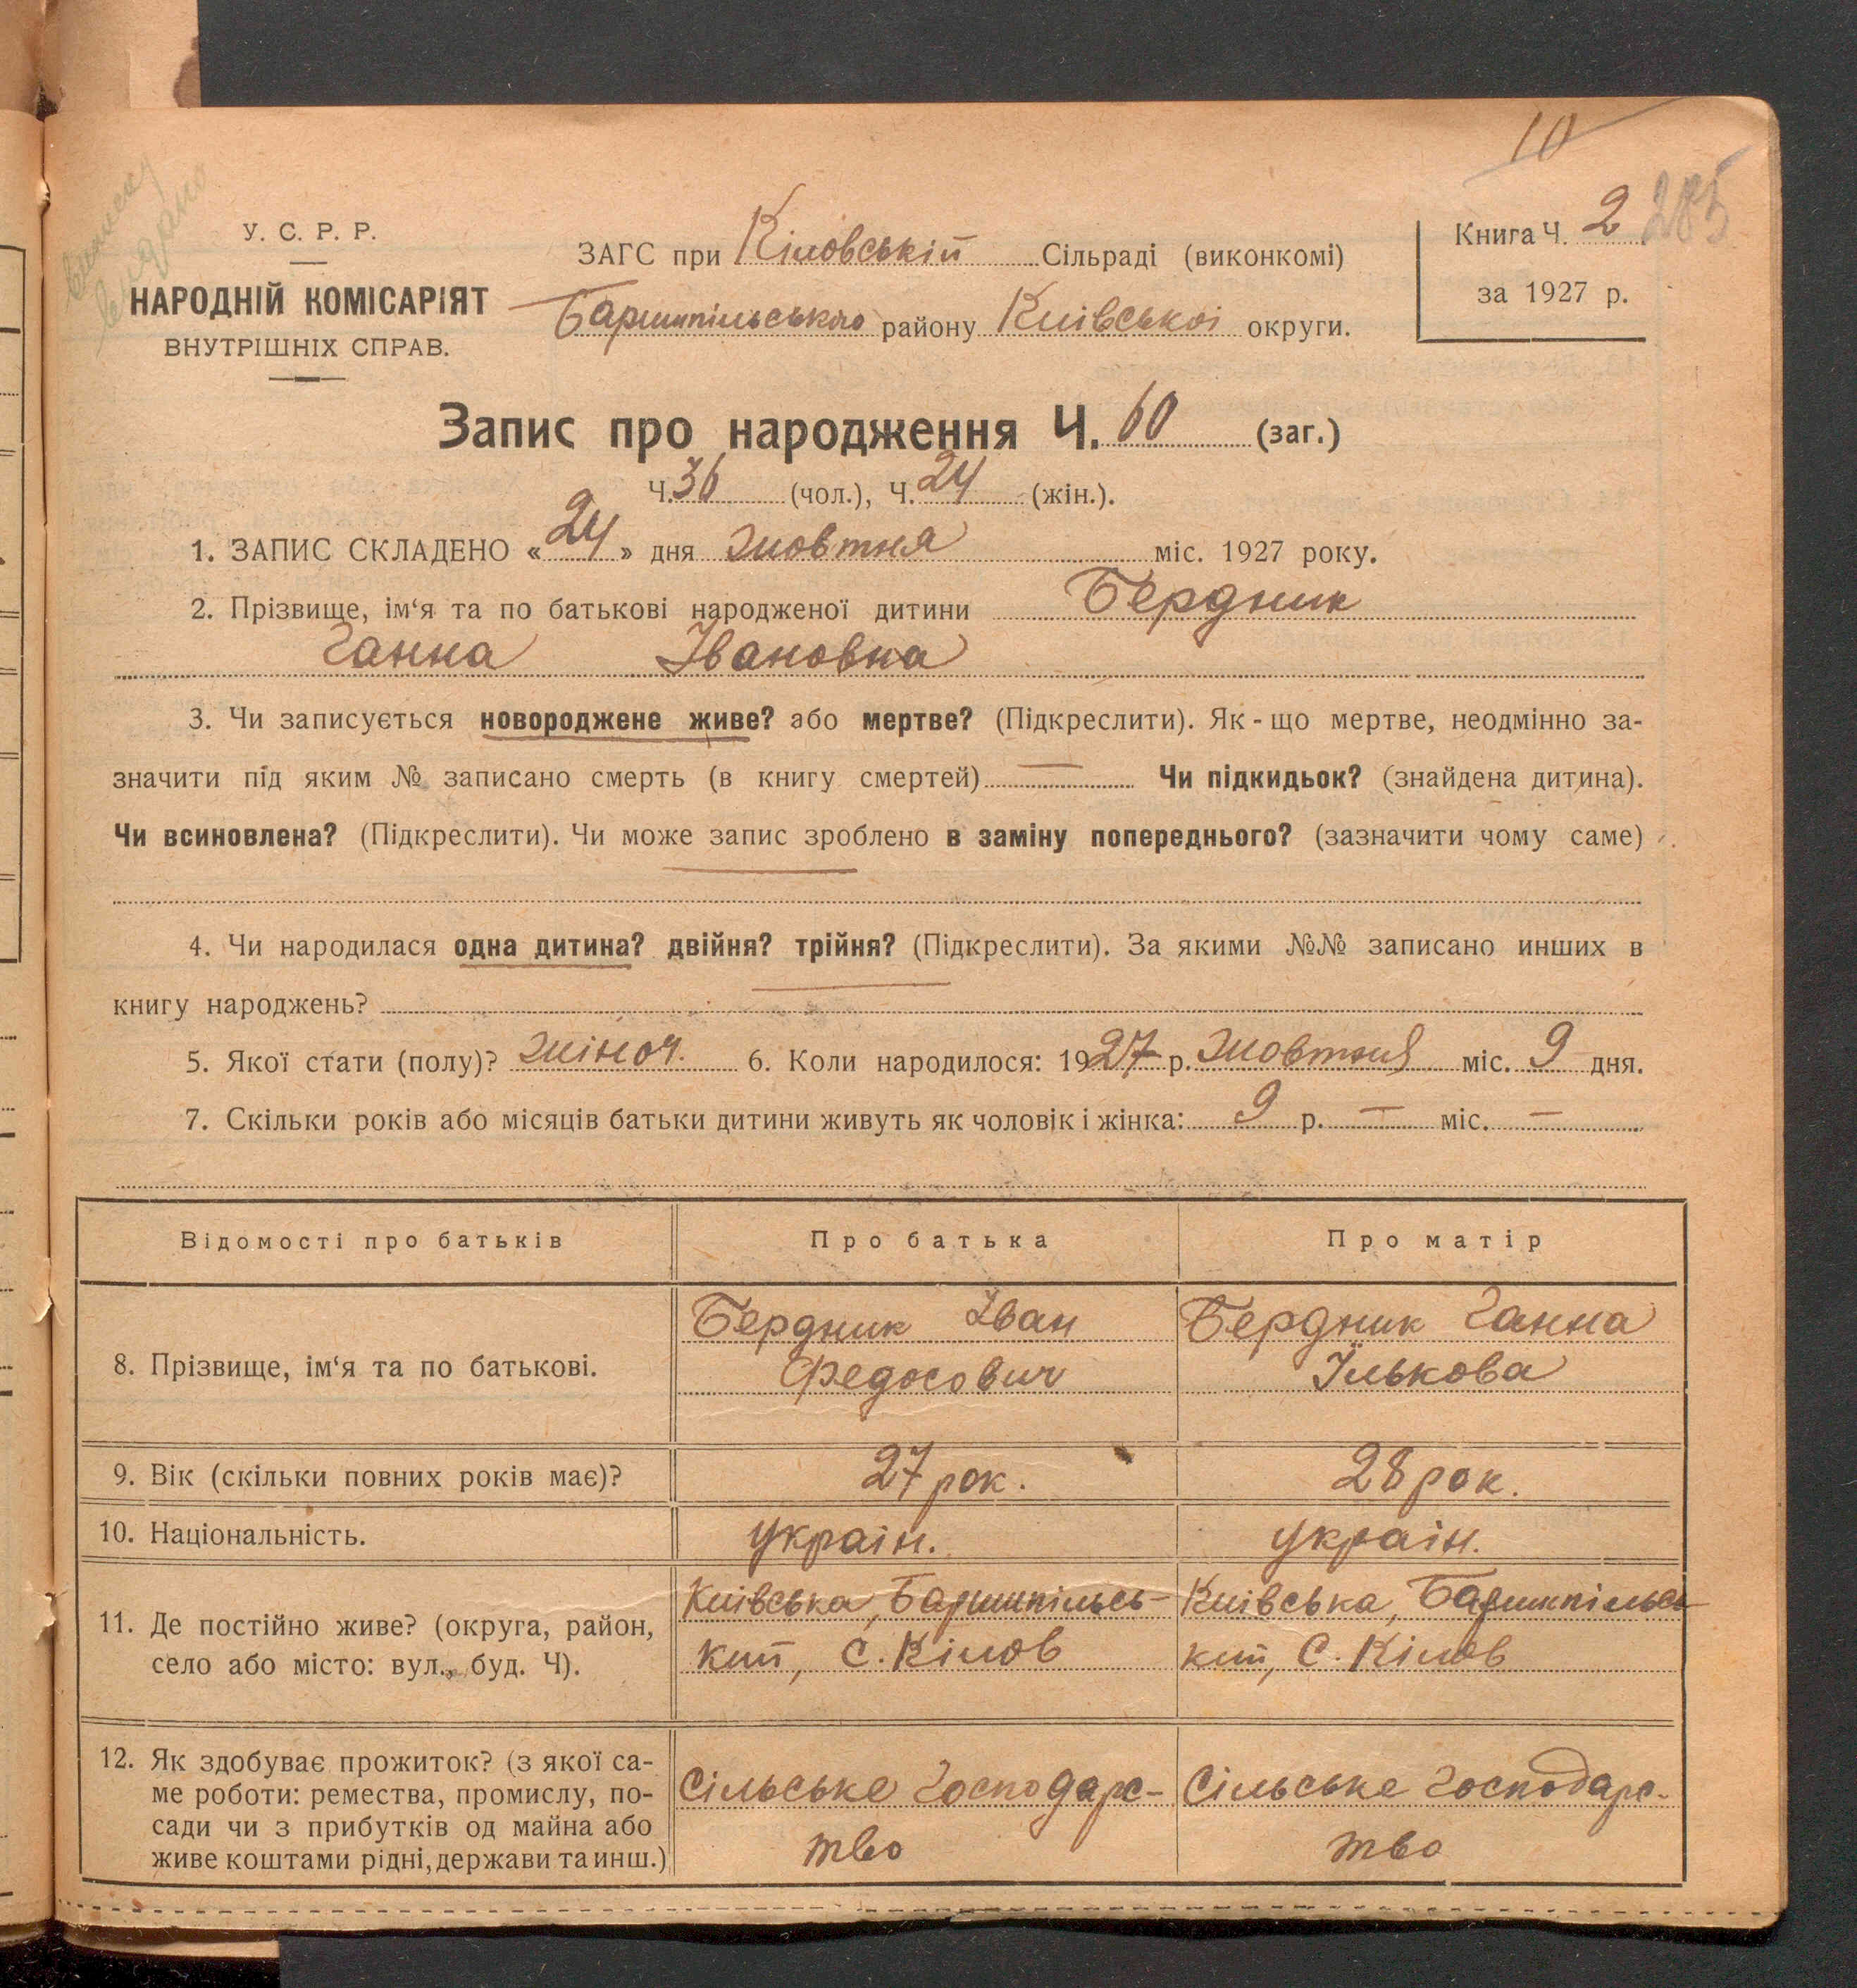 10
285
Виписку
видано
У. С. Р. Р.
НАРОДНІЙ КОМІСАРІЯТ
ВНУТРІШНІХ СПРАВ.
ЗАГС при Кіловській Сільраді (виконкомі)
Баришпільського району Київської округи.
Книга Ч. 2
за 1927 р.
Запис про народження Ч. 60 (заг.)
Ч. 36 (чол.), Ч. 24 (жін.).
1. ЗАПИС СКЛАДЕНО « 24 » дня жовтня міс. 1927 року.
2. Прізвище, ім‘я та по батькові народженої дитини Бердник
Ганна Івановна
3. Чи записується новороджене живе? або мертве? (Підкреслити). Як - що мертве, неодмінно за-
значити під яким № записано смерть (в книгу смертей) — Чи підкидьок? (знайдена дитина).
Чи всиновлена? (Підкреслити). Чи може запис зроблено в заміну попереднього? (зазначити чому саме)
4. Чи народилася одна дитина? двійня? трійня? (Підкреслити). За якими №№ записано инших в
книгу народжень?
5. Якої стати (полу)? жіноч. 6. Коли народилося: 1927 р. жовтня міс. 9 дня.
7. Скільки років або місяців батьки дитини живуть як чоловік і жінка: 9 р. — міс. —
Відомості про батьків
Про батька
Про матір
8. Прізвище, ім‘я та по батькові.
Бердник Іван
Федосович
Бердник Ганна
Їлькова
9. Вік (скільки повних років має)?
27 рок.
28 рок.
10. Національність.
україн.
україн.
11. Де постійно живе? (округа, район,
село або місто: вул., буд. Ч).
Київська, Баришпільсь-
кий, с. Кілов
Київська, Баришпільсь
кий, С. Кілов
12. Як здобуває прожиток? (з якої са-
ме роботи: ремества, промислу, по-
сади чи з прибутків од майна або
живе коштами рідні, держави та инш.)
Сільське господарс-
тво
Сільське господарс-
тво